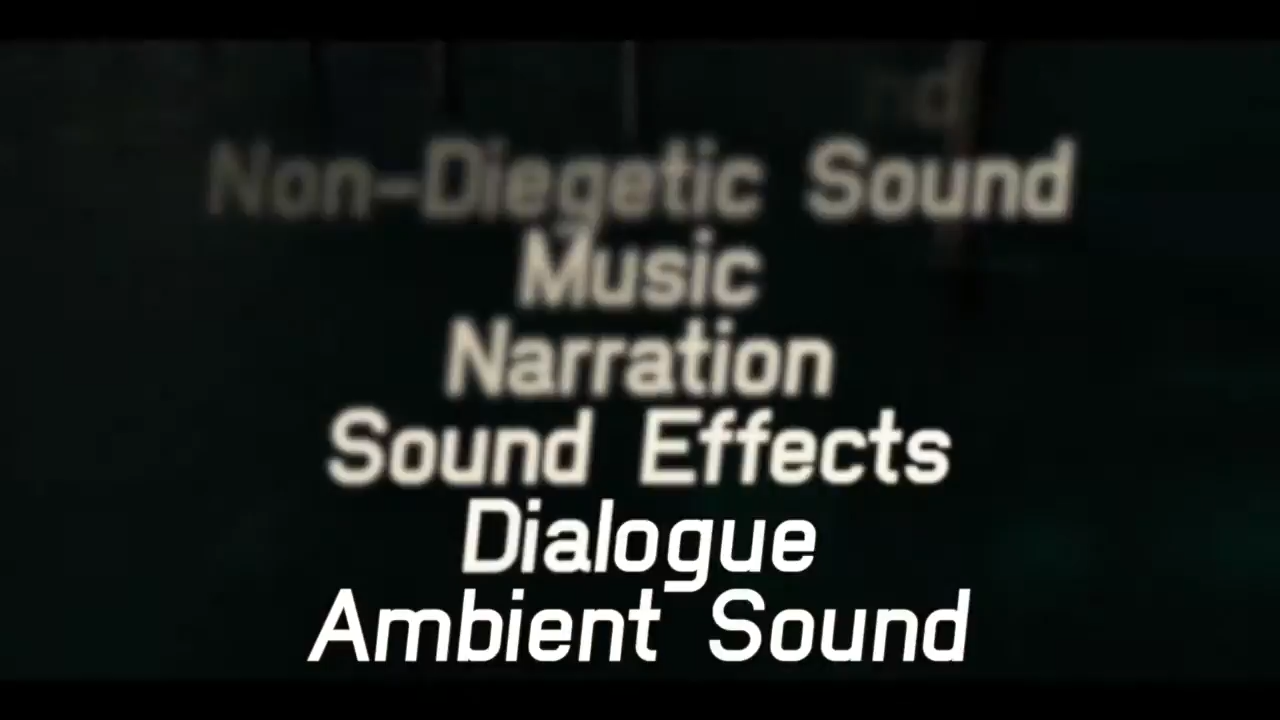 Non-Diegetic Sound
Music
Narration
Sound Effects
Dialogue
Ambient Sound